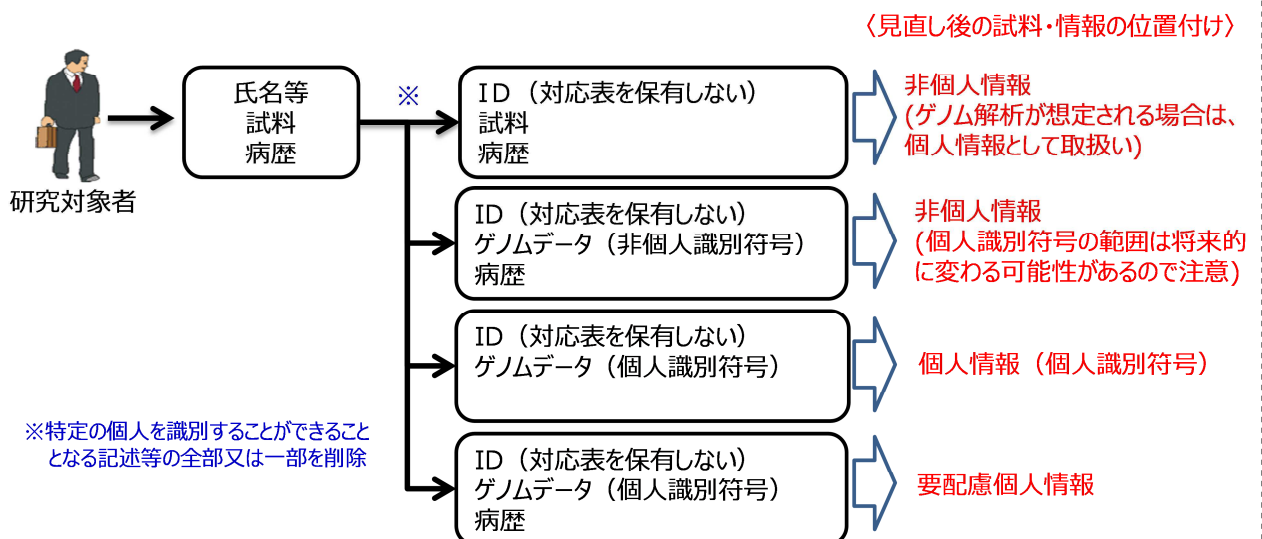 〈見直し後の試料・情報の位置付け〉
研究対象者
氏名等
試料
病歴
※
ID（対応表を保有しない）
試料
病歴
非個人情報
(ゲノム解析が想定される場合は、
個人情報として取扱い)
ID（対応表を保有しない）
ゲノムデータ（非個人識別符号）
病歴
非個人情報
(個人識別符号の範囲は将来的
に変わる可能性があるので注意)
ID（対応表を保有しない）
ゲノムデータ（個人識別符号）
個人情報（個人識別符号）
ID（対応表を保有しない）
ゲノムデータ（個人識別符号）
病歴
要配慮個人情報
※特定の個人を識別することができること
となる記述等の全部又は一部を削除